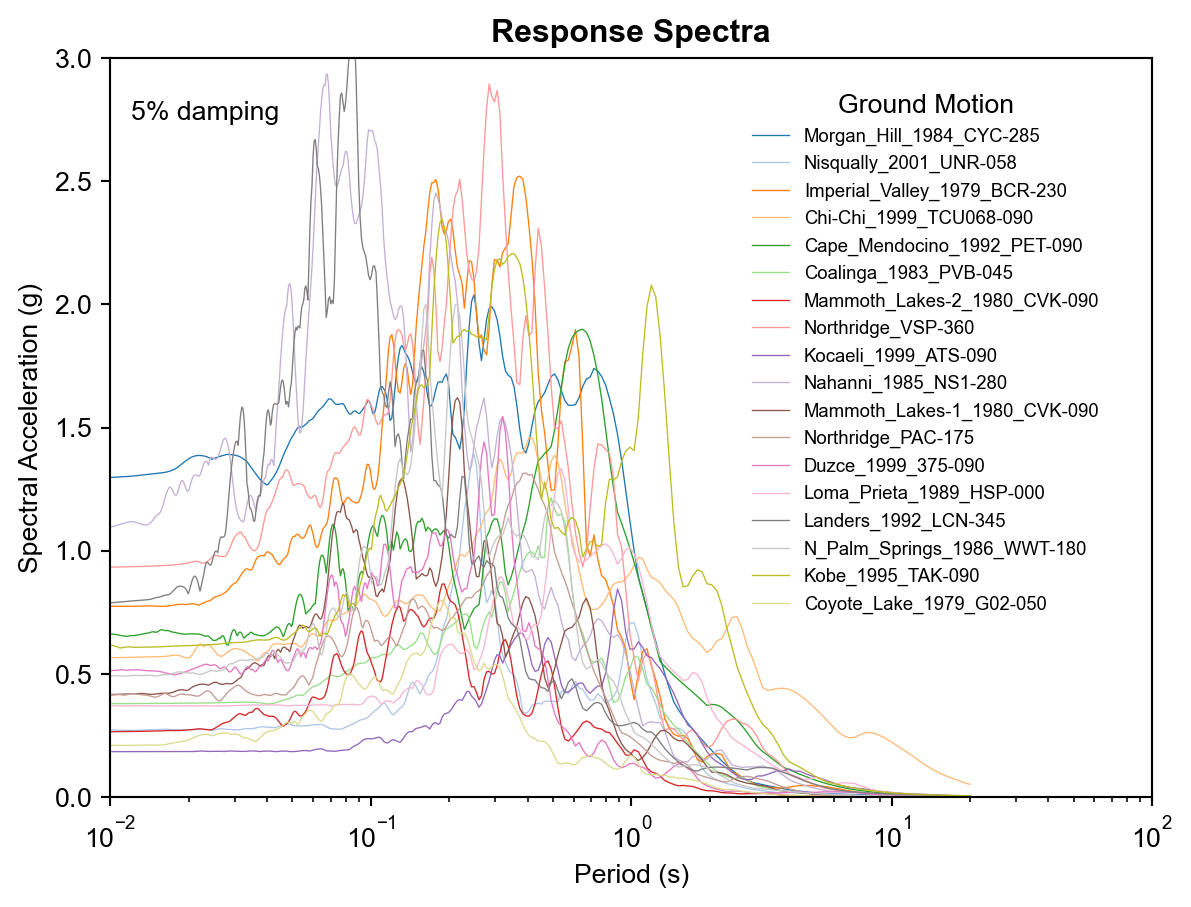 Response Spectra
3.0
2.5
2.0
1.5
1.0
0.5
0.0
Spectral Acceleration (g)
5% damping
Ground Motion
Morgan_Hill_1984_CYC-285
Nisqually_2001_UNR-058
Imperial_Valley_1979_BCR-230
Chi-Chi_1999_TCU068-090
Cape_Mendocino_1992_PET-090
Coalinga_1983_PVB-045
Mammoth_Lakes-2_1980_CVK-090
Northridge_VSP-360
Kocaeli_1999_ATS-090
Nahanni_1985_NS1-280
Mammoth_Lakes-1_1980_CVK-090
Northridge_PAC-175
Duzce_1999_375-090
Loma_Prieta_1989_HSP-000
Landers_1992_LCN-345
N_Palm_Springs_1986_WWT-180
Kobe_1995_TAK-090
Coyote_Lake_1979_G02-050
10⁻² 10⁻¹ 10⁰ 10¹ 10²
Period (s)